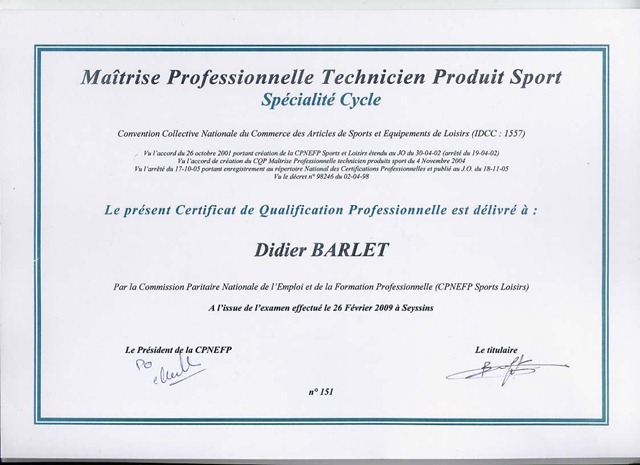 Maîtrise Professionnelle Technicien Produit Sport
Spécialité Cycle
Convention Collective Nationale du Commerce des Articles de Sports et Equipements de Loisirs (IDCC : 1557)
Vu l'accord du 26 octobre 2001 portant création de la CPNEFP Sports et Loisirs étendu au JO du 30-04-02 (arrêté du 19-04-02)
Vu l'accord de création du CQP Maîtrise Professionnelle technicien produits sport du 4 Novembre 2004
Vu l'arrêté du 17-10-05 portant enregistrement au répertoire National des Certifications Professionnelles et publié au J.O. du 18-11-05
Vu le décret n° 98246 du 02-04-98
Le présent Certificat de Qualification Professionnelle est délivré à :
Didier BARLET
Par la Commission Paritaire Nationale de l'Emploi et de la Formation Professionnelle (CPNEFP Sports Loisirs)
A l'issue de l'examen effectué le 26 Février 2009 à Seyssins
Le Président de la CPNEFP
Le titulaire
PO
n° 151